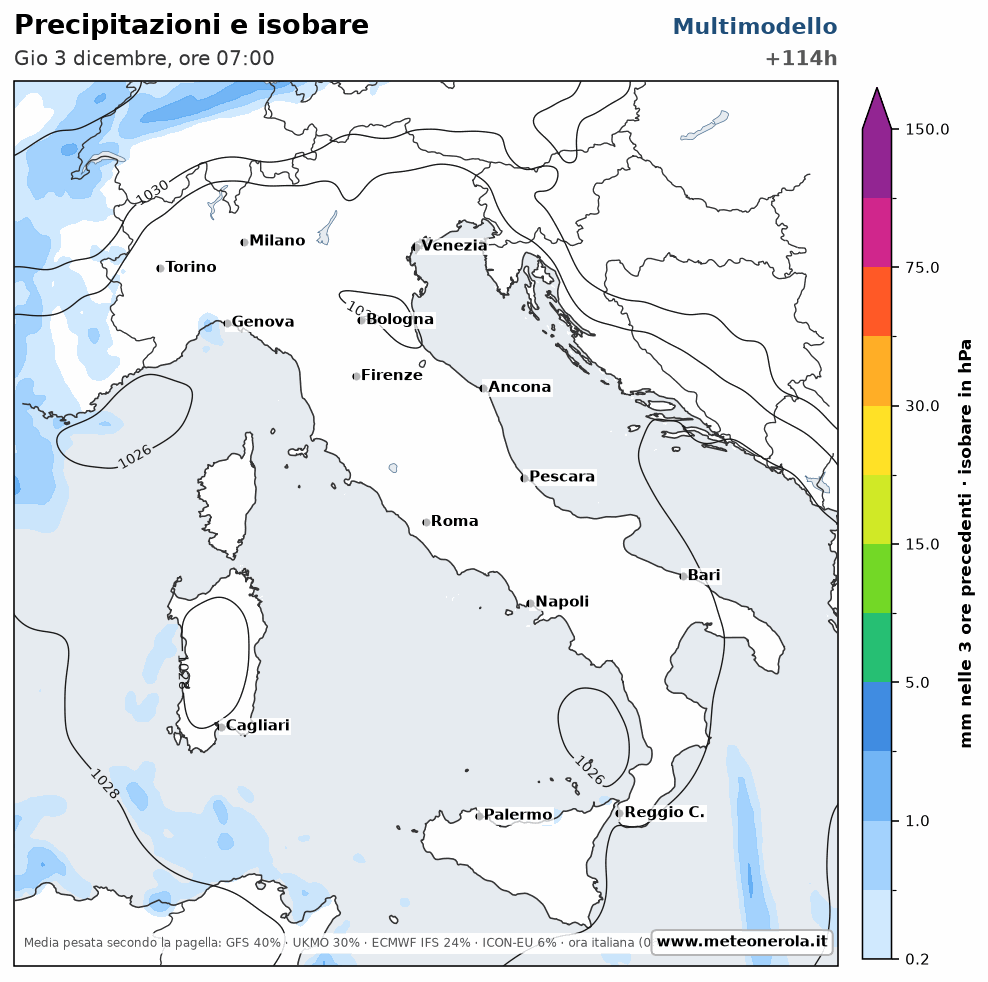 Precipitazioni e isobare
Multimodello
Gio 3 dicembre, ore 07:00
+114h
150.0
1030
Milano
Venezia
Torino
75.0
Genova
Bologna
Firenze
Ancona
30.0
1026
Pescara
Roma
15.0
Bari
Napoli
1028
5.0
Cagliari
1026
1028
Palermo
Reggio C.
1.0
mm nelle 3 ore precedenti · isobare in hPa
Media pesata secondo la pagella: GFS 40% · UKMO 30% · ECMWF IFS 24% · ICON-EU 6% · ora italiana (0
www.meteonerola.it
0.2